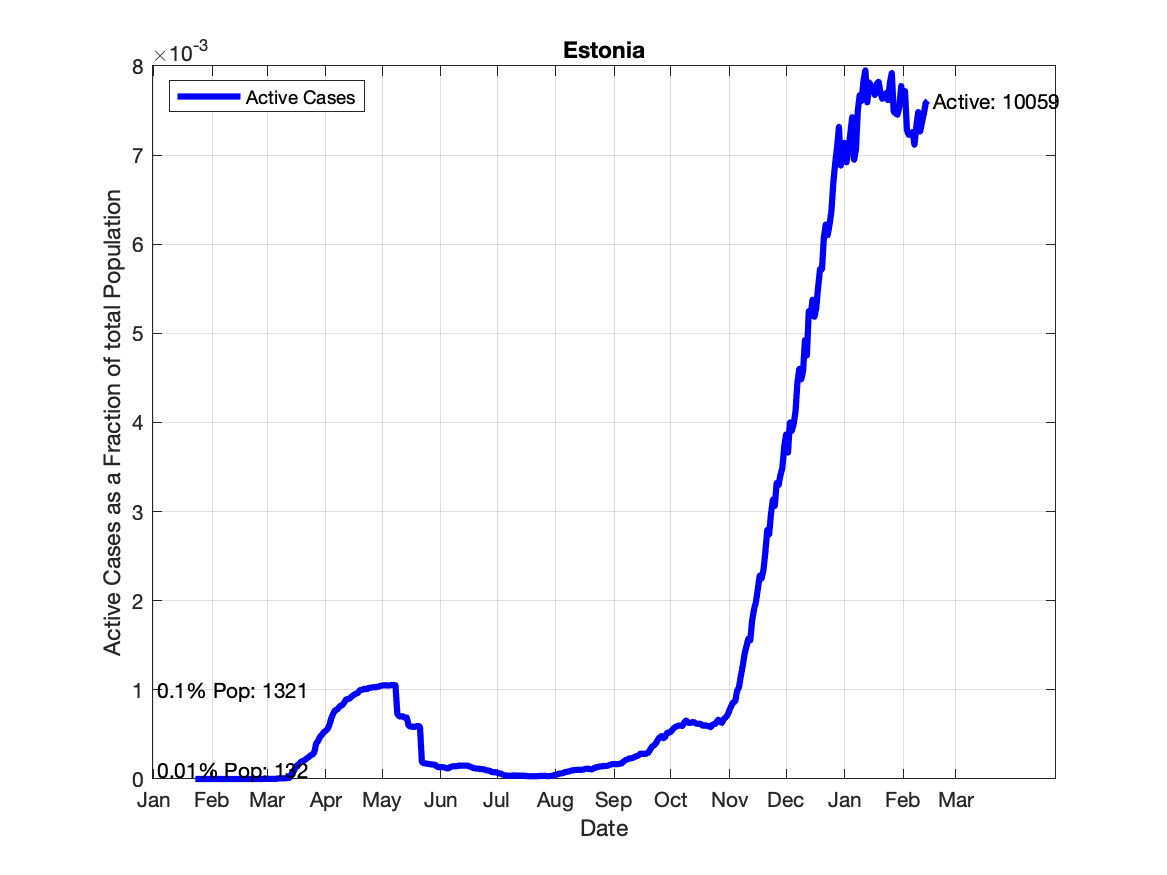 Estonia
×10-3
Active Cases
Active: 10059
8
7
6
5
4
3
2
1
0
0.1% Pop: 1321
0.01% Pop: 132
Active Cases as a Fraction of total Population
Jan Feb Mar Apr May Jun Jul Aug Sep Oct Nov Dec Jan Feb Mar
Date